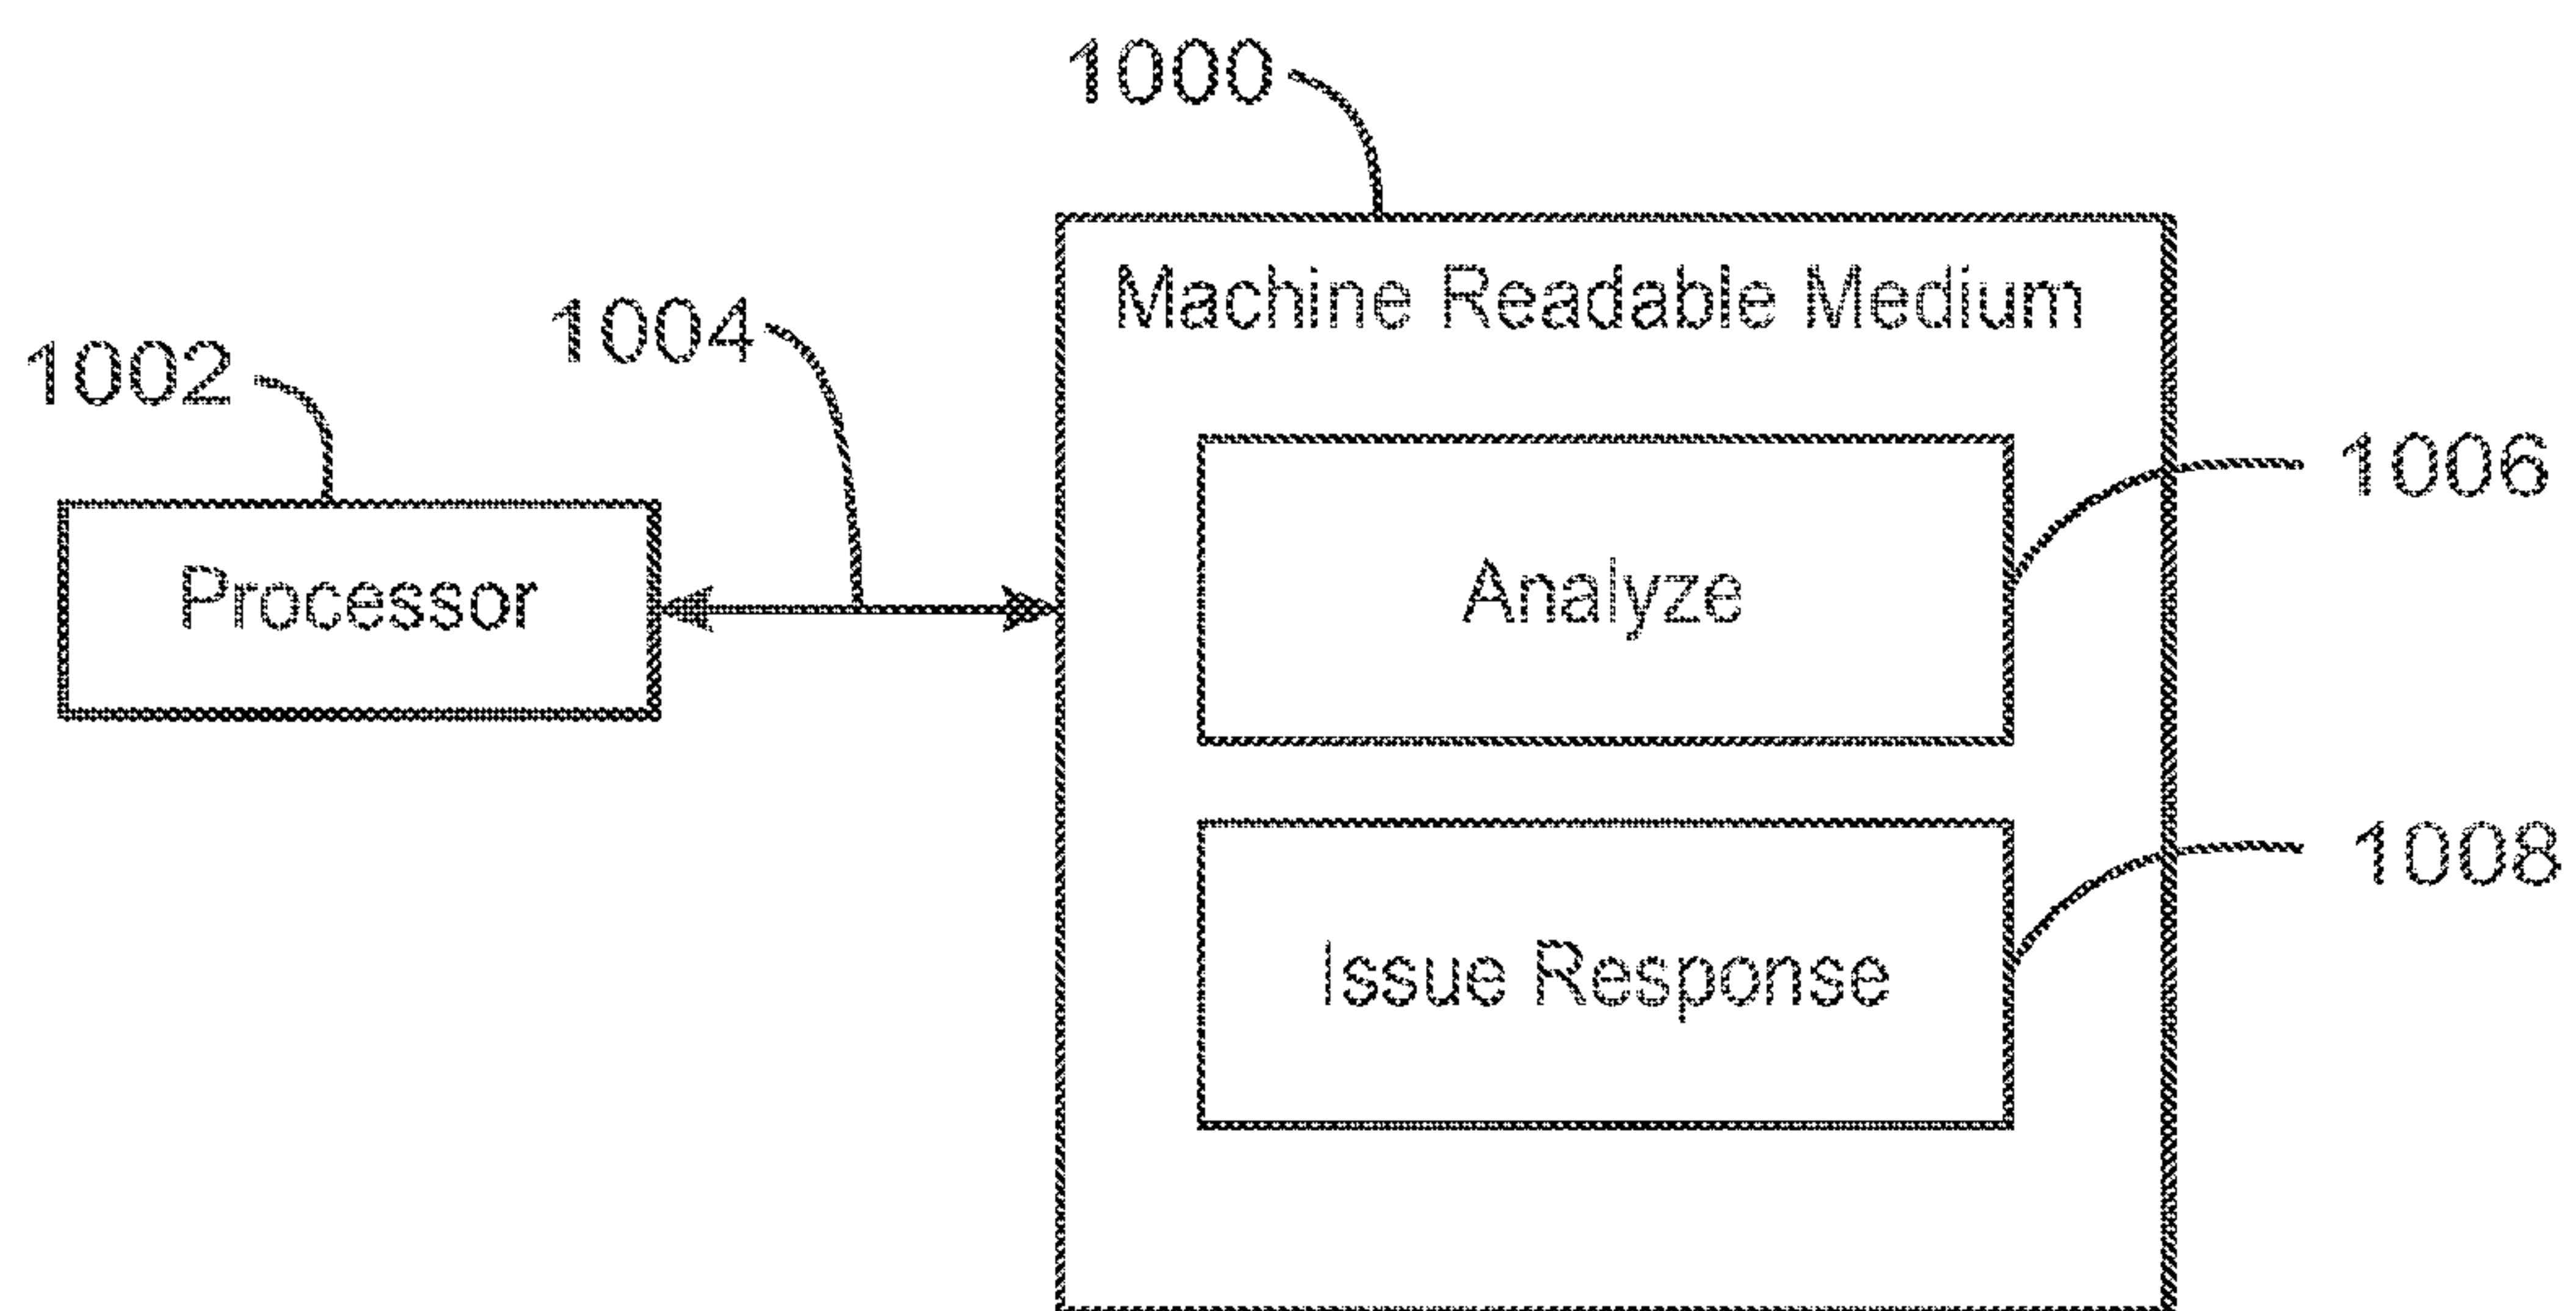 1000
Machine Readable Medium
1004
1002
1006
Processor
Analyze
1008
Issue Response